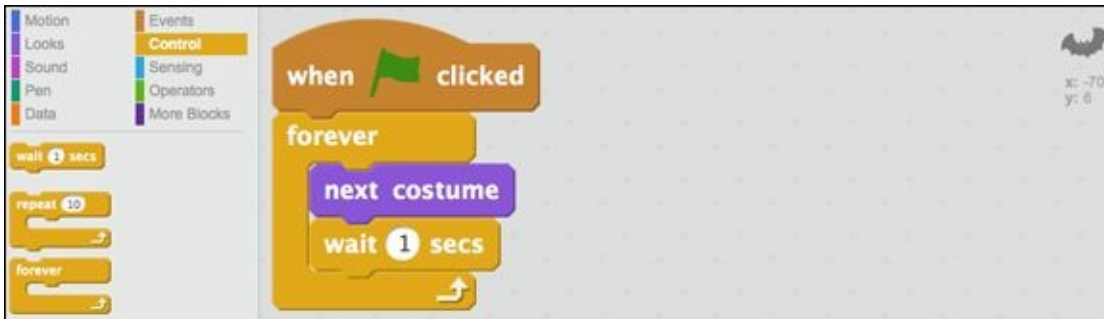 Motion
Events
Looks
Control
Sound
Sensing
Pen
Operators
Data
More Blocks
wait 1 secs
repeat 10
forever
when clicked
forever
next costume
wait 1 secs
x: -70
y: 6